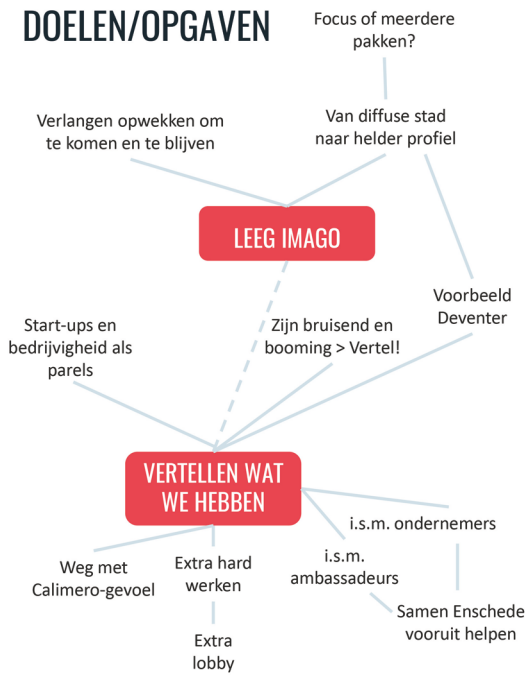 DOELEN/OPGAVEN
Focus of meerdere
pakken?
Verlangen opwekken om
te komen en te blijven
Van diffuse stad
naar helder profiel
LEEG IMAGO
Voorbeeld
Deventer
Start-ups en
bedrijvigheid als
parels
Zijn bruisend en
booming > Vertel!
VERTELLEN WAT
WE HEBBEN
i.s.m. ondernemers
i.s.m.
ambassadeurs
Weg met
Calimero-gevoel
Extra hard
werken
Samen Enschede
vooruit helpen
Extra
lobby